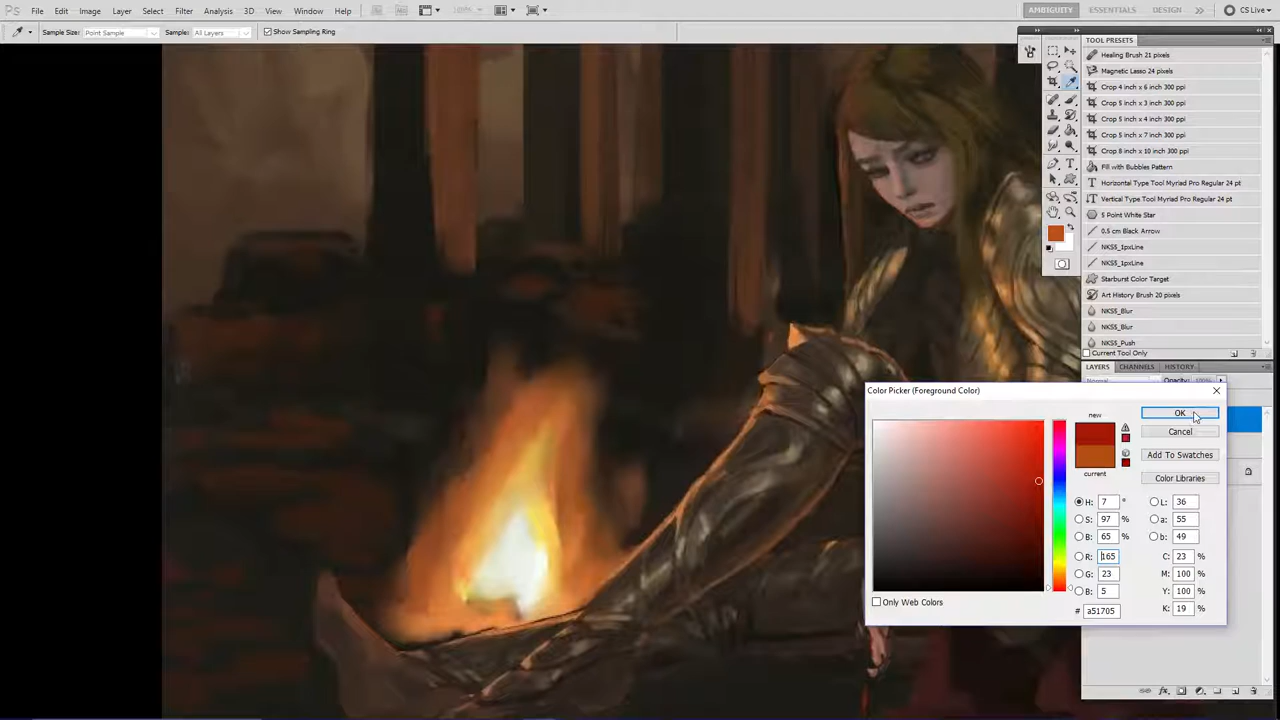 Ps File Edit Image Layer Select Filter Analysis 3D View Window Help 100% AMBIGUITY ESSENTIALS DESIGN >> CS Live
Sample Size: Point Sample Sample: All Layers Show Sampling Ring
TOOL PRESETS
Healing Brush 21 pixels
Magnetic Lasso 24 pixels
Crop 4 inch x 6 inch 300 ppi
Crop 5 inch x 3 inch 300 ppi
Crop 5 inch x 4 inch 300 ppi
Crop 5 inch x 7 inch 300 ppi
Crop 8 inch x 10 inch 300 ppi
Fill with Bubbles Pattern
Horizontal Type Tool Myriad Pro Regular 24 pt
Vertical Type Tool Myriad Pro Regular 24 pt
5 Point White Star
0.5 cm Black Arrow
NKS5_1pxLine
NKS5_1pxLine
Starburst Color Target
Art History Brush 20 pixels
NKS5_Blur
NKS5_Blur
NKS5_Push
Current Tool Only
LAYERS CHANNELS HISTORY
Normal Opacity: 100%
Color Picker (Foreground Color)
new
current
OK
Cancel
Add To Swatches
Color Libraries
H: 7 ° L: 36
S: 97 % a: 55
B: 65 % b: 49
R: 165 C: 23 %
G: 23 M: 100 %
B: 5 Y: 100 %
# a51705 K: 19 %
Only Web Colors